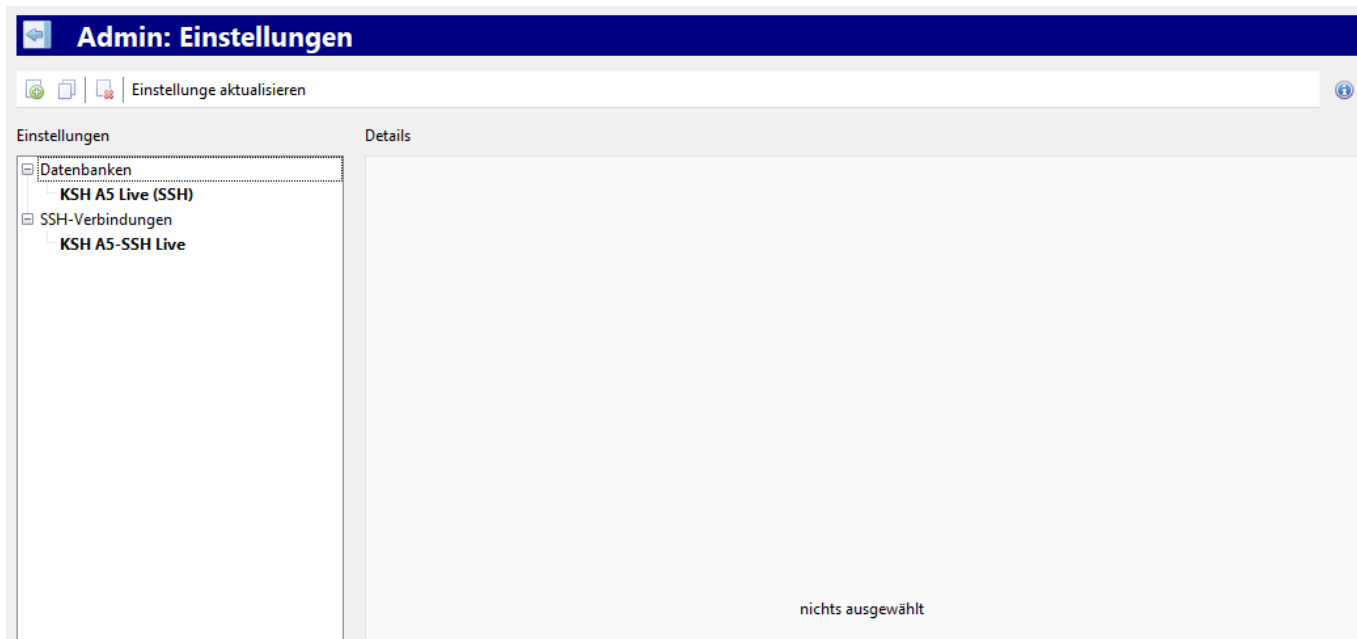 Admin: Einstellungen
Einstellunge aktualisieren
Einstellungen
Details
Datenbanken
KSH A5 Live (SSH)
SSH-Verbindungen
KSH A5-SSH Live
nichts ausgewählt